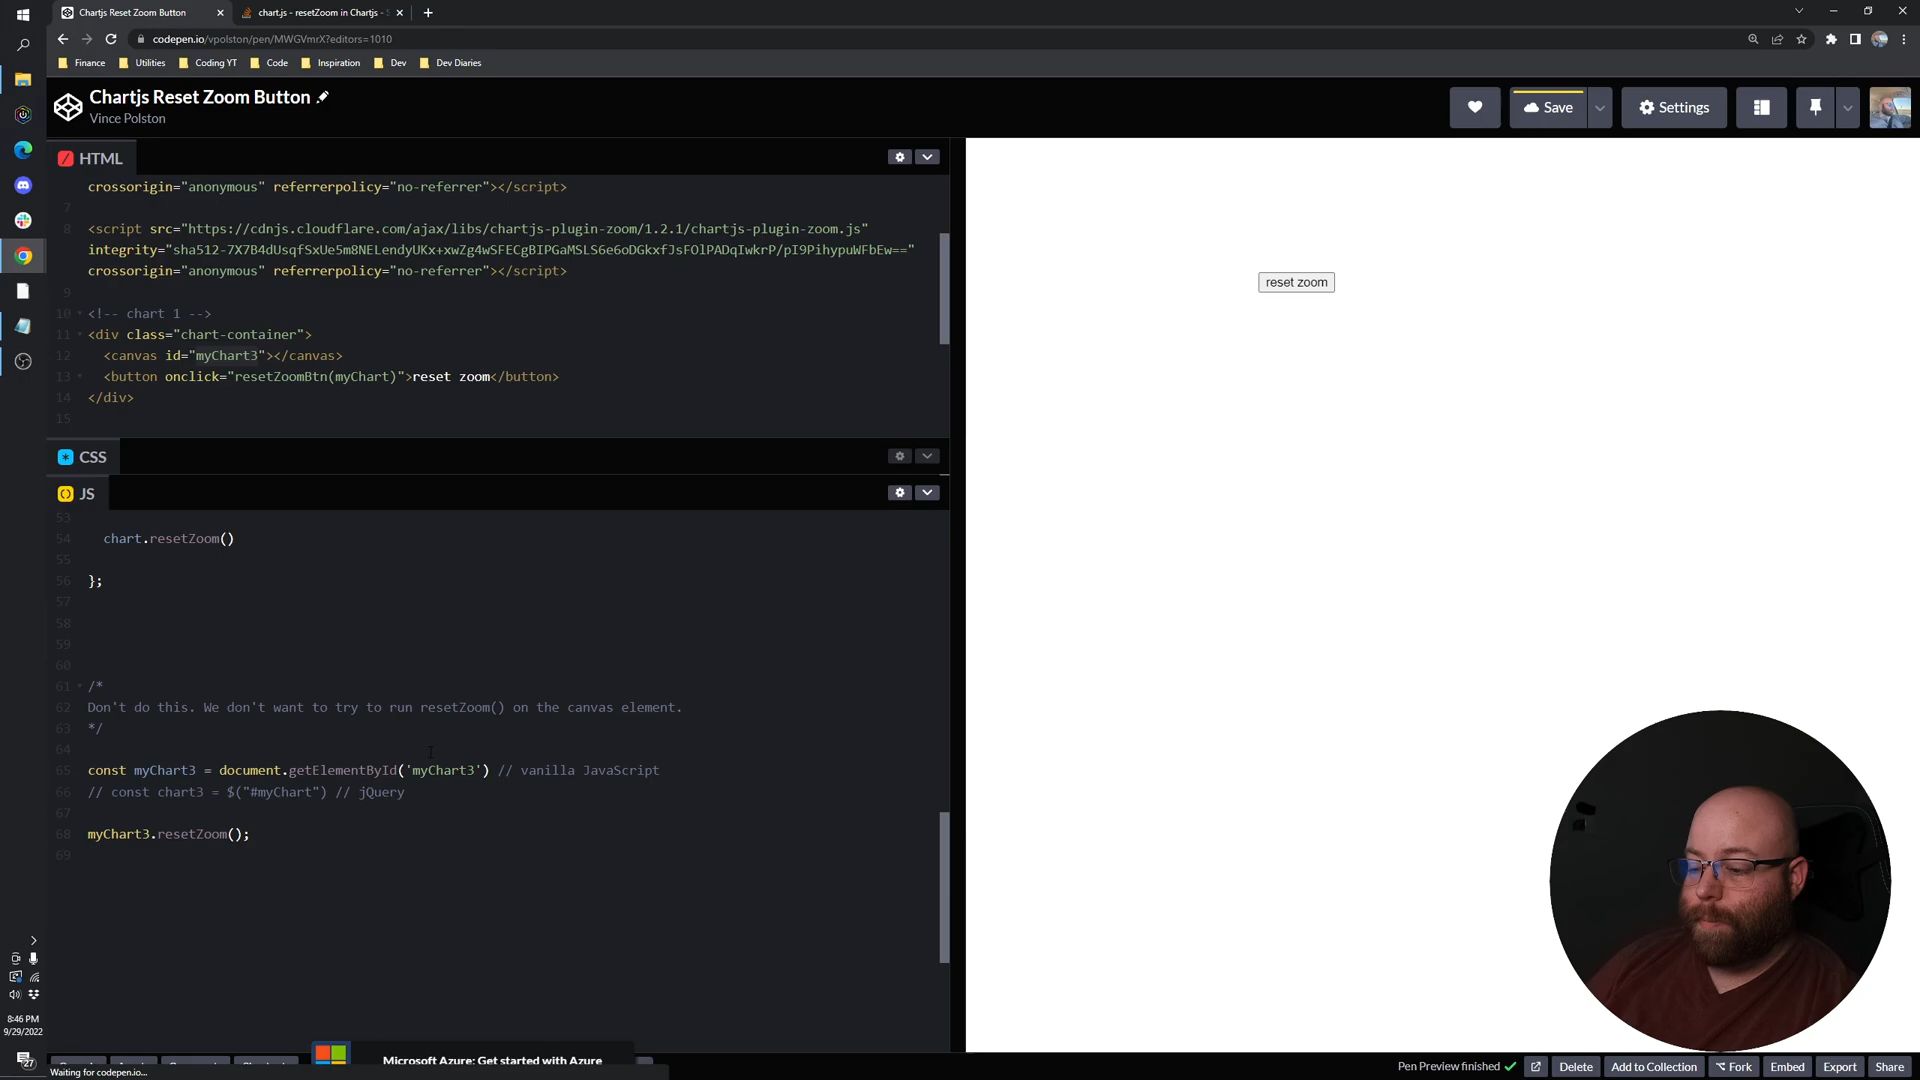 Chartjs Reset Zoom Button
chart.js - resetZoom in Chartjs - S
codepen.io/vpolston/pen/MWGVmrX?editors=1010
Finance Utilities Coding YT Code Inspiration Dev Dev Diaries
Chartjs Reset Zoom Button
Vince Polston
Save
Settings
HTML
crossorigin="anonymous" referrerpolicy="no-referrer"></script>
7
8 <script src="https://cdnjs.cloudflare.com/ajax/libs/chartjs-plugin-zoom/1.2.1/chartjs-plugin-zoom.js"
integrity="sha512-7X7B4dUsqfSxUe5m8NELendyUKx+xwZg4wSFECgBIPGaMSLS6e6oDGkxfJsFOlPADqIwkrP/pI9PihypuWFbEw=="
crossorigin="anonymous" referrerpolicy="no-referrer"></script>
9
10 <!-- chart 1 -->
11 <div class="chart-container">
12 <canvas id="myChart3"></canvas>
13 <button onclick="resetZoomBtn(myChart)">reset zoom</button>
14 </div>
15
CSS
JS
53
54 chart.resetZoom()
55
56 };
57
58
59
60
61 /*
62 Don't do this. We don't want to try to run resetZoom() on the canvas element.
63 */
64
65 const myChart3 = document.getElementById('myChart3') // vanilla JavaScript
66 // const chart3 = $("#myChart") // jQuery
67
68 myChart3.resetZoom();
69
reset zoom
8:46 PM
9/29/2022
27
Microsoft Azure: Get started with Azure
Waiting for codepen.io...
Pen Preview finished
Delete
Add to Collection
Fork
Embed
Export
Share